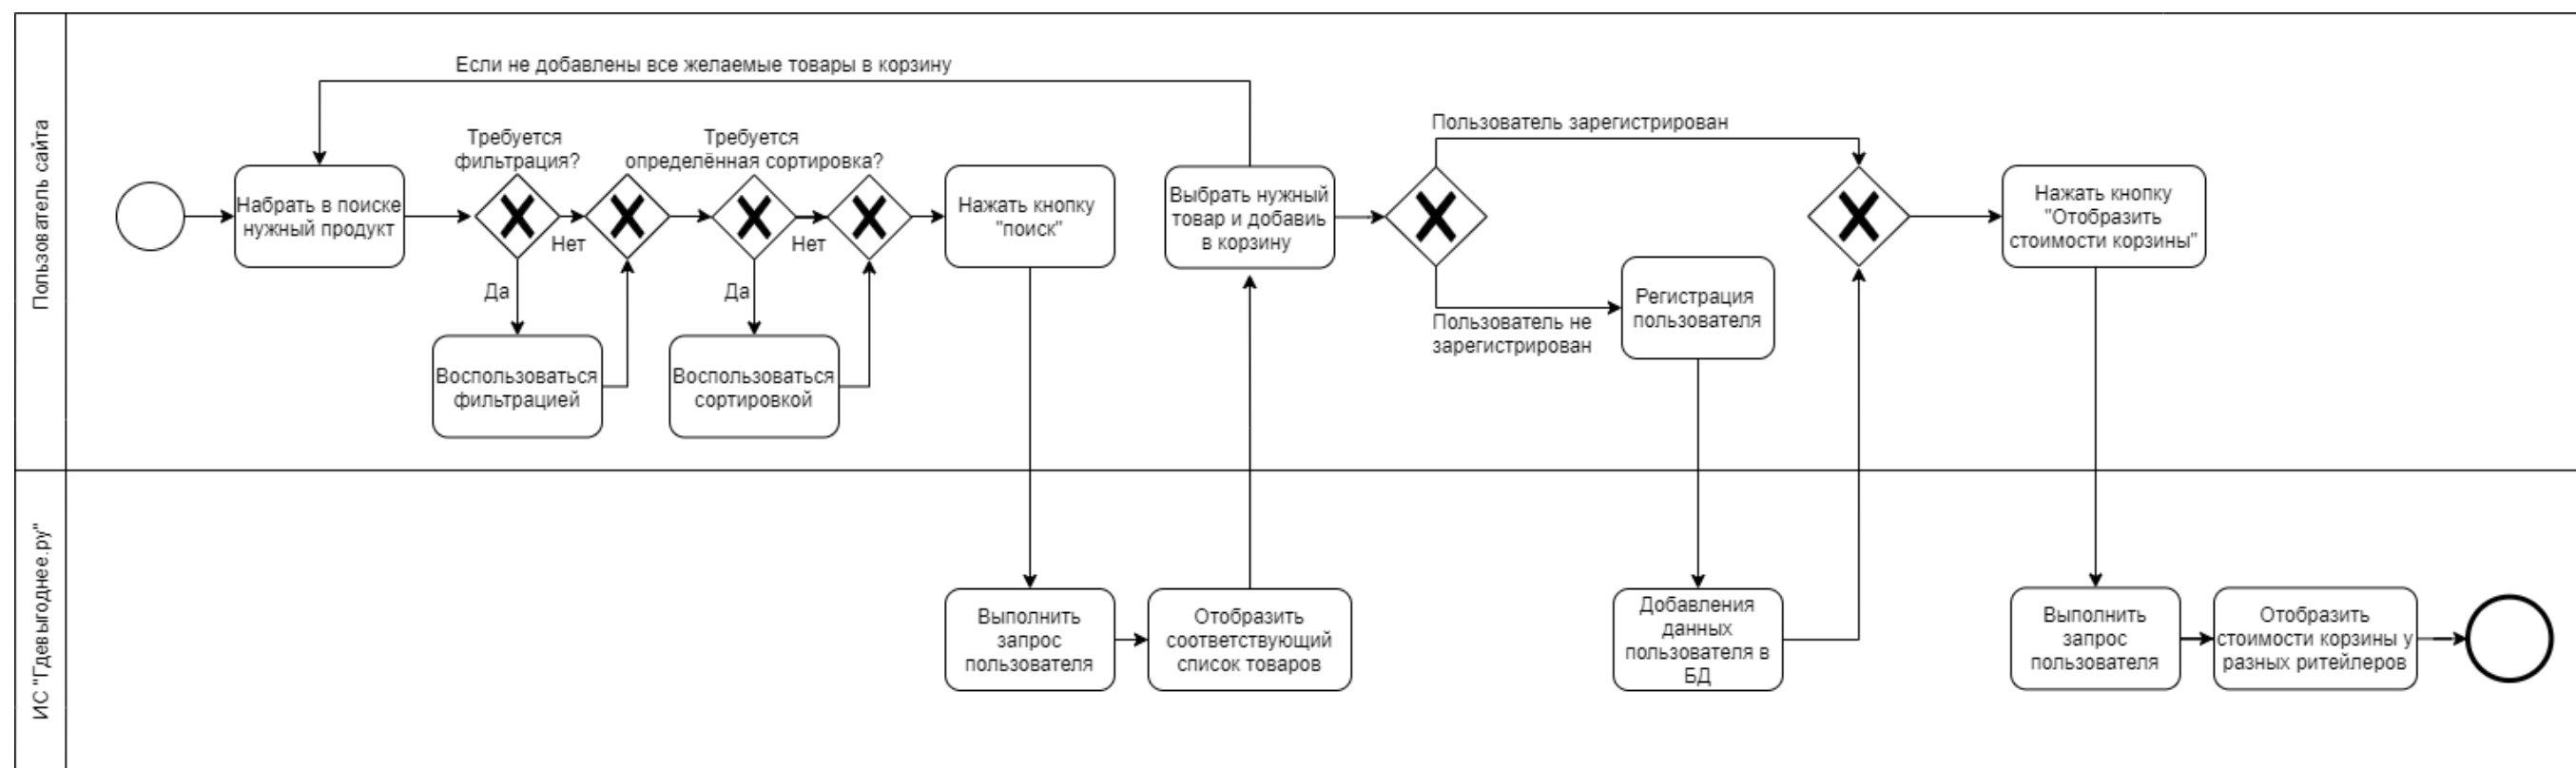 Пользователь сайта
Если не добавлены все желаемые товары в корзину
Набрать в поиске
нужный продукт
Требуется
фильтрация?
Нет
Да
Воспользоваться
фильтрацией
Требуется
определённая сортировка?
Нет
Да
Воспользоваться
сортировкой
Нажать кнопку
"поиск"
Выбрать нужный
товар и добавиь
в корзину
Пользователь зарегистрирован
Пользователь не
зарегистрирован
Регистрация
пользователя
Нажать кнопку
"Отобразить
стоимости корзины"
ИС "Гдевыгоднее.ру"
Выполнить
запрос
пользователя
Отобразить
соответствующий
список товаров
Добавления
данных
пользователя в
БД
Выполнить
запрос
пользователя
Отобразить
стоимости корзины у
разных ритейлеров